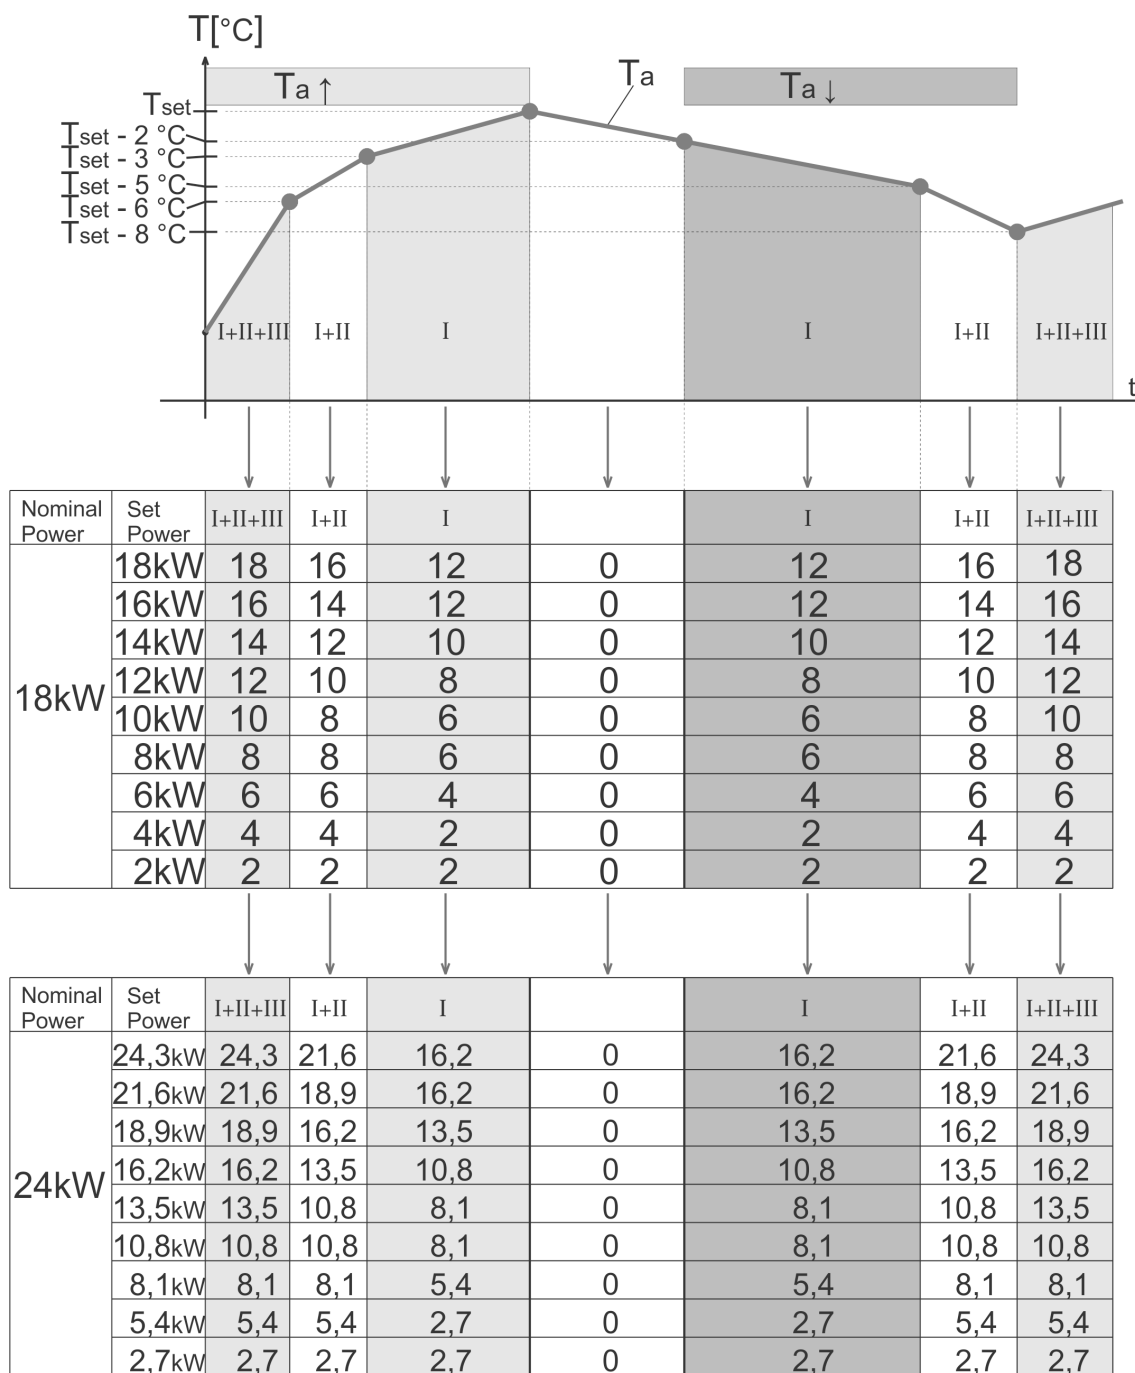 T[°C]
Ta ↑
Ta
Ta ↓
Tset
Tset - 2 °C
Tset - 3 °C
Tset - 5 °C
Tset - 6 °C
Tset - 8 °C
I+II+III I+II I I I+II I+II+III
t
Nominal Power Set Power I+II+III I+II I I I+II I+II+III
18kW
18kW 18 16 12 0 12 16 18
16kW 16 14 12 0 12 14 16
14kW 14 12 10 0 10 12 14
12kW 12 10 8 0 8 10 12
10kW 10 8 6 0 6 8 10
8kW 8 8 6 0 6 8 8
6kW 6 6 4 0 4 6 6
4kW 4 4 2 0 2 4 4
2kW 2 2 2 0 2 2 2
Nominal Power Set Power I+II+III I+II I I I+II I+II+III
24kW
24,3kW 24,3 21,6 16,2 0 16,2 21,6 24,3
21,6kW 21,6 18,9 16,2 0 16,2 18,9 21,6
18,9kW 18,9 16,2 13,5 0 13,5 16,2 18,9
16,2kW 16,2 13,5 10,8 0 10,8 13,5 16,2
13,5kW 13,5 10,8 8,1 0 8,1 10,8 13,5
10,8kW 10,8 10,8 8,1 0 8,1 10,8 10,8
8,1kW 8,1 8,1 5,4 0 5,4 8,1 8,1
5,4kW 5,4 5,4 2,7 0 2,7 5,4 5,4
2,7kW 2,7 2,7 2,7 0 2,7 2,7 2,7